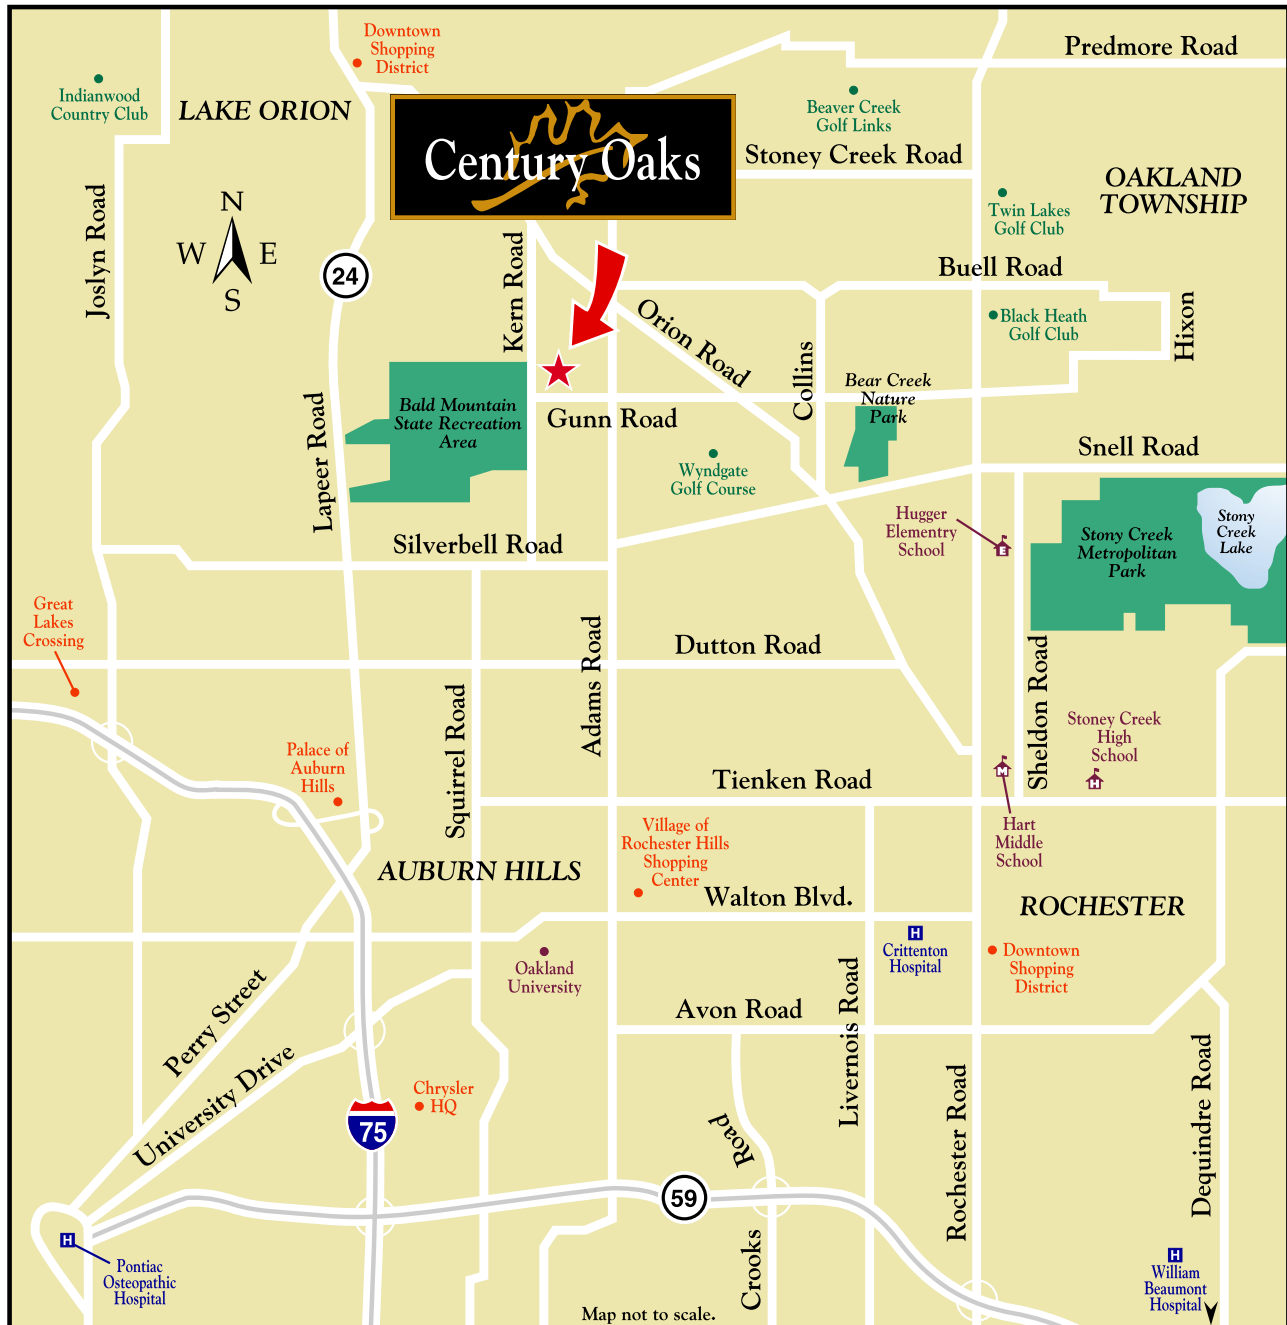 Predmore Road
Downtown
Shopping
District
Indianwood
Country Club
LAKE ORION
Beaver Creek
Golf Links
Century Oaks
Stoney Creek Road
OAKLAND
TOWNSHIP
Twin Lakes
Golf Club
N
W E
S
Joslyn Road
24
Kern Road
Buell Road
Orion Road
Black Heath
Golf Club
Hixon
Collins
Bear Creek
Nature
Park
Lapeer Road
Bald Mountain
State Recreation
Area
Gunn Road
Snell Road
Wyndgate
Golf Course
Hugger
Elementry
School
E
Stony Creek
Metropolitan
Park
Stony
Creek
Lake
Silverbell Road
Great
Lakes
Crossing
Adams Road
Dutton Road
Sheldon Road
Squirrel Road
Stoney Creek
High
School
H
Palace of
Auburn
Hills
Tienken Road
M
Hart
Middle
School
Village of
Rochester Hills
Shopping
Center
AUBURN HILLS
Walton Blvd.
ROCHESTER
H
Crittenton
Hospital
Downtown
Shopping
District
Oakland
University
Perry Street
University Drive
Avon Road
Livernois Road
Rochester Road
Dequindre Road
Chrysler
HQ
75
Road
Crooks
59
H
Pontiac
Osteopathic
Hospital
H
William
Beaumont
Hospital
Map not to scale.